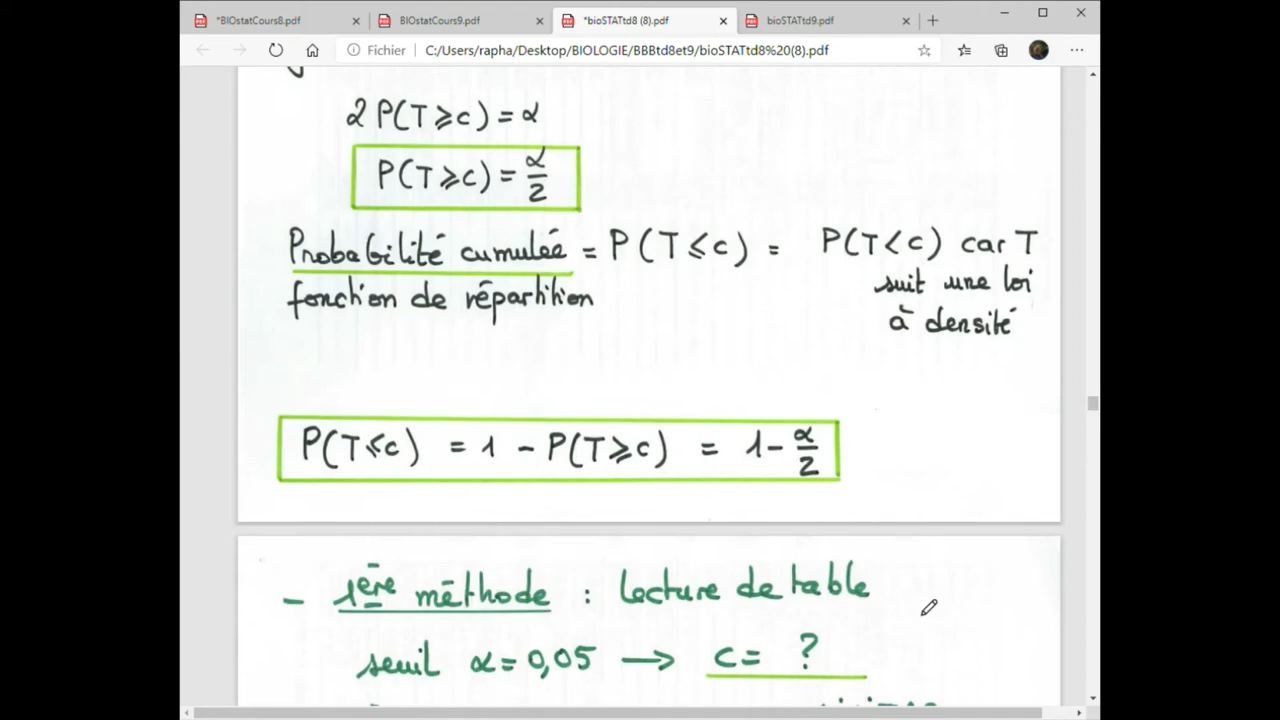 *BIOstatCours8.pdf
BIOstatCours9.pdf
*bioSTATtd8 (8).pdf
bioSTATtd9.pdf
Fichier
C:/Users/rapha/Desktop/BIOLOGIE/BBBtd8et9/bioSTATtd8%20(8).pdf
2 P(T ⩾ c) = α
P(T ⩾ c) = α/2
Probabilité cumulée = P(T ⩽ c) = P(T < c) car T
suit une loi
fonction de répartition
à densité
P(T ⩽ c) = 1 - P(T ⩾ c) = 1 - α/2
- 1ère méthode : lecture de table
seuil α = 0,05 → c = ?